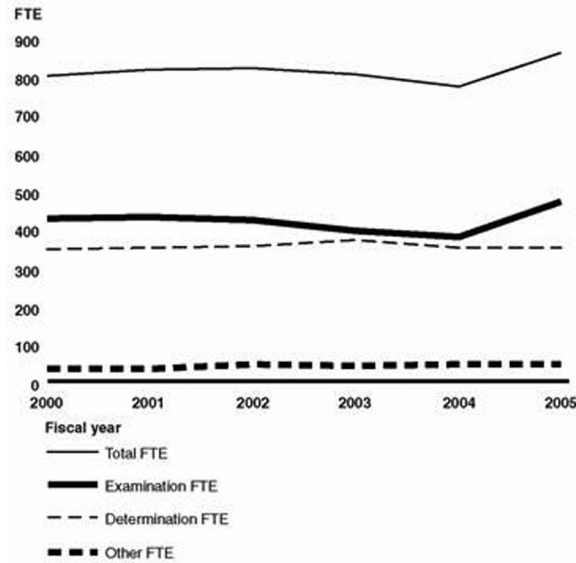 FTE
900
800
700
600
500
400
300
200
100
0
2000 2001 2002 2003 2004 2005
Fiscal year
Total FTE
Examination FTE
Determination FTE
Other FTE